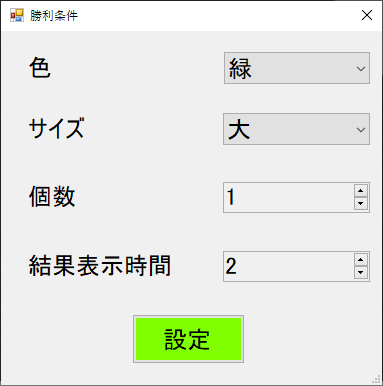 勝利条件
色 緑
サイズ 大
個数 1
結果表示時間 2
設定